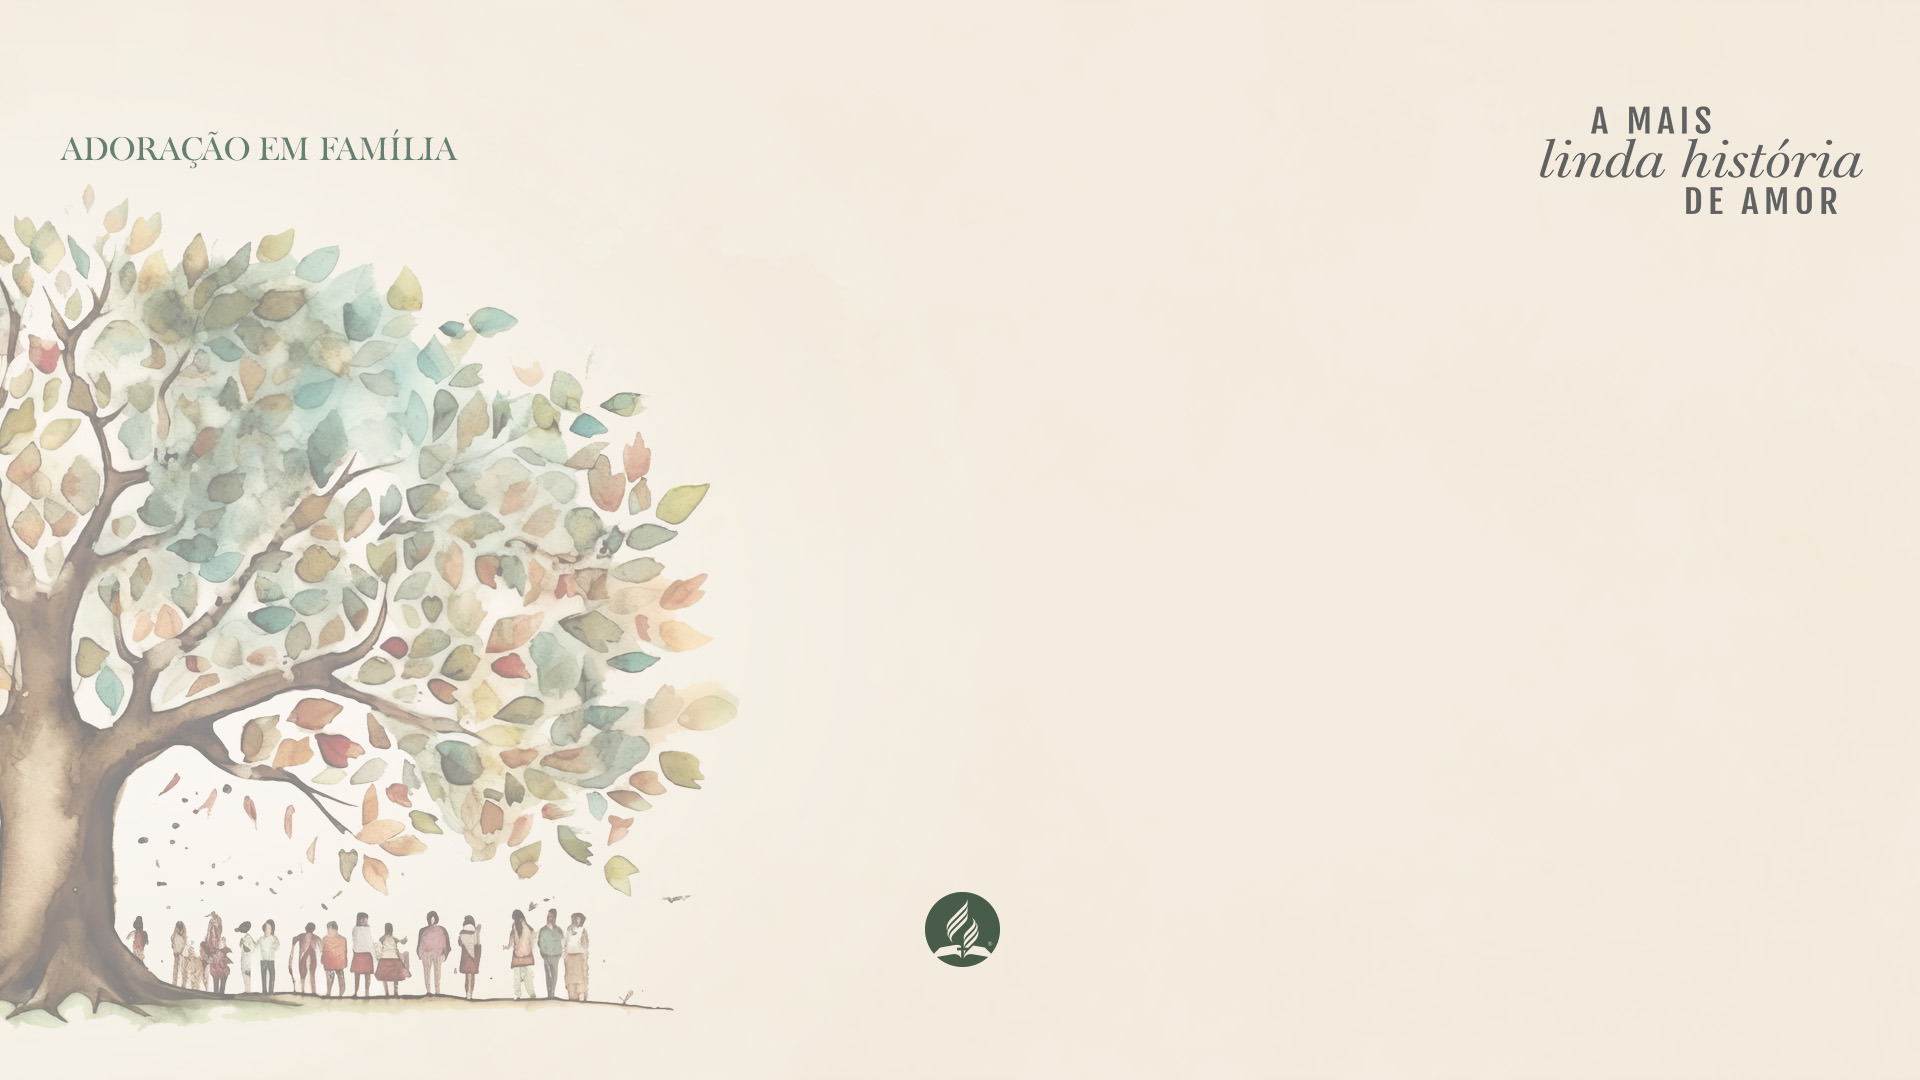 ADORAÇÃO EM FAMÍLIA
A MAIS
linda história
DE AMOR